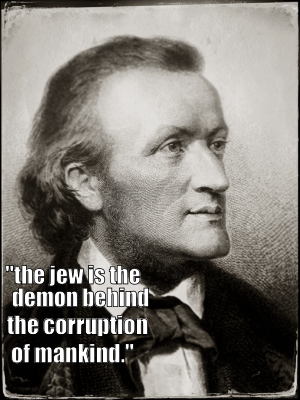 "the jew is the
demon behind
the corruption
of mankind."